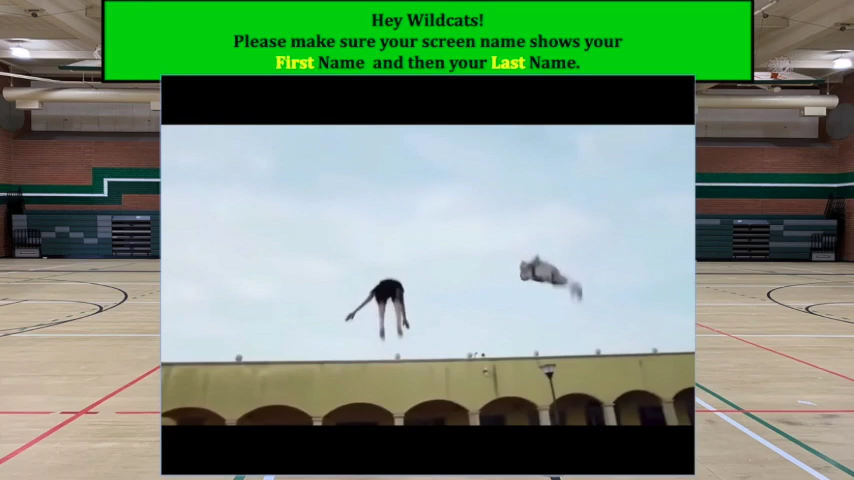 Hey Wildcats!
Please make sure your screen name shows your
First Name and then your Last Name.